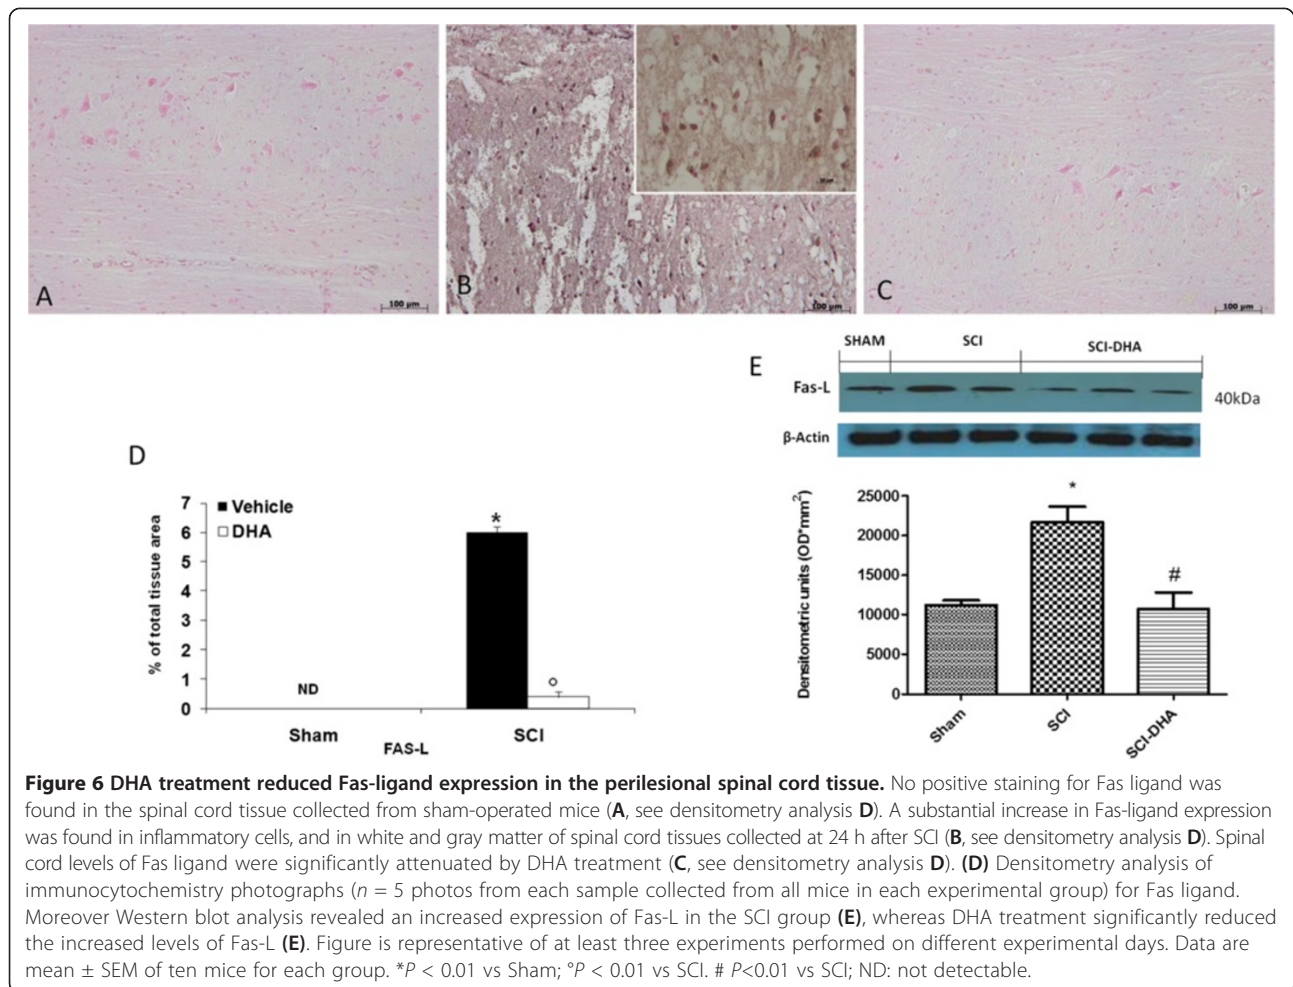 A
100 μm
B
100 μm
C
100 μm
E
SHAM SCI SCI-DHA
Fas-L
40kDa
β-Actin
D
% of total tissue area
7
6
5
4
3
2
1
0
Vehicle
DHA
*
°
ND
Sham
SCI
FAS-L
Densitometric units (OD*mm²)
25000
20000
15000
10000
5000
0
*
#
Sham
SCI
SCI-DHA
Figure 6 DHA treatment reduced Fas-ligand expression in the perilesional spinal cord tissue. No positive staining for Fas ligand was
found in the spinal cord tissue collected from sham-operated mice (A, see densitometry analysis D). A substantial increase in Fas-ligand expression
was found in inflammatory cells, and in white and gray matter of spinal cord tissues collected at 24 h after SCI (B, see densitometry analysis D). Spinal
cord levels of Fas ligand were significantly attenuated by DHA treatment (C, see densitometry analysis D). (D) Densitometry analysis of
immunocytochemistry photographs (n = 5 photos from each sample collected from all mice in each experimental group) for Fas ligand.
Moreover Western blot analysis revealed an increased expression of Fas-L in the SCI group (E), whereas DHA treatment significantly reduced
the increased levels of Fas-L (E). Figure is representative of at least three experiments performed on different experimental days. Data are
mean ± SEM of ten mice for each group. *P < 0.01 vs Sham; °P < 0.01 vs SCI. # P<0.01 vs SCI; ND: not detectable.